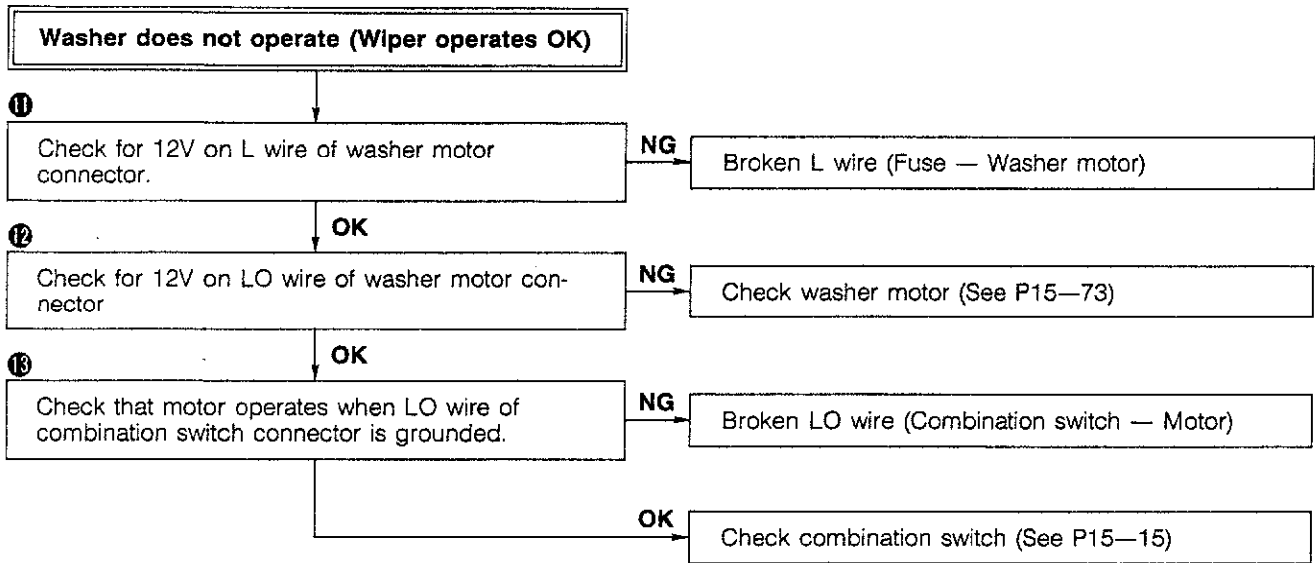 Washer does not operate (Wiper operates OK)
⓫
Check for 12V on L wire of washer motor
connector.
NG
Broken L wire (Fuse — Washer motor)
OK
⓬
Check for 12V on LO wire of washer motor con-
nector
NG
Check washer motor (See P15—73)
OK
⓭
Check that motor operates when LO wire of
combination switch connector is grounded.
NG
Broken LO wire (Combination switch — Motor)
OK
Check combination switch (See P15—15)